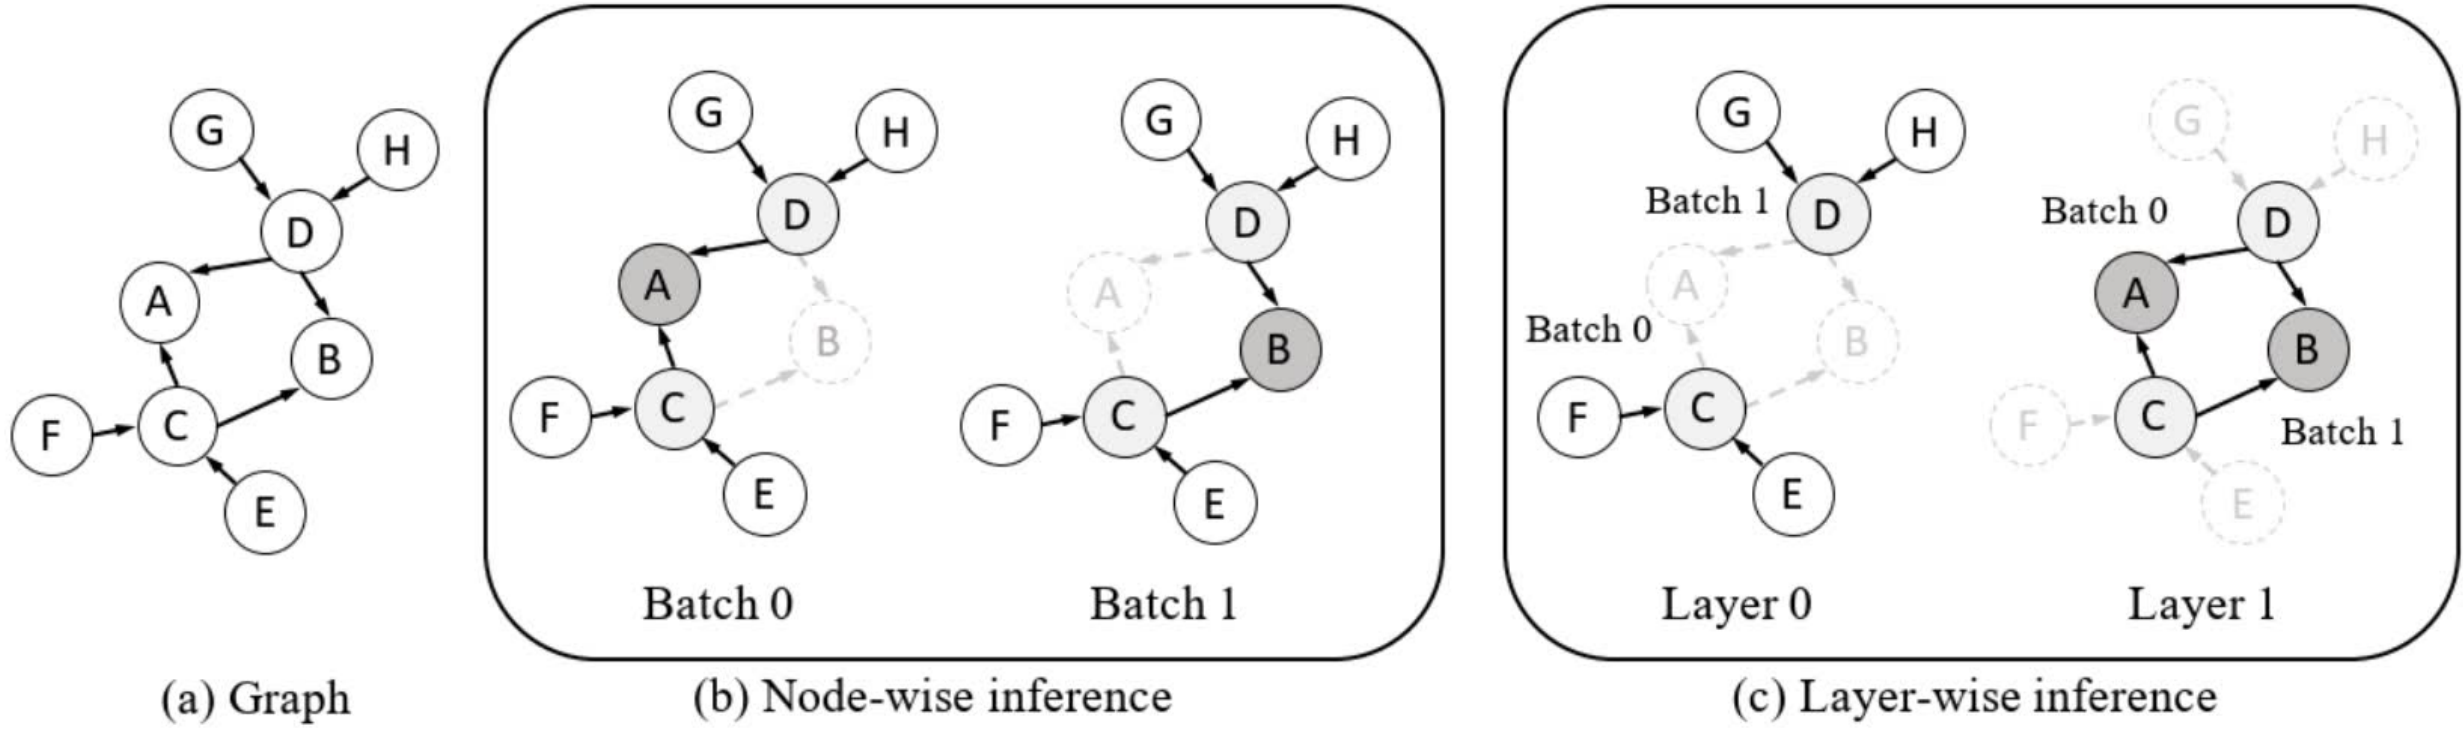 G
H
D
A
B
C
F
E
(a) Graph
G
H
D
A
B
C
F
E
Batch 0
G
H
D
A
B
C
F
E
Batch 1
(b) Node-wise inference
G
H
Batch 1
D
A
Batch 0
B
C
F
E
Layer 0
G
H
Batch 0
D
A
B
C
F
Batch 1
E
Layer 1
(c) Layer-wise inference